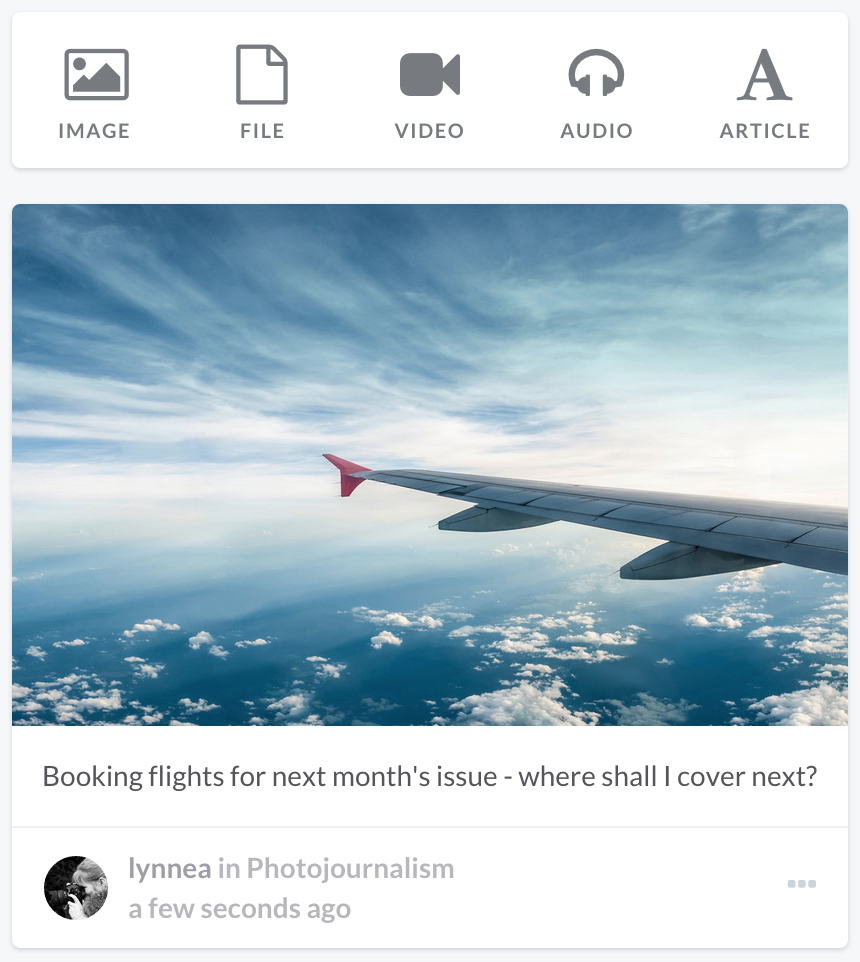 IMAGE FILE VIDEO AUDIO ARTICLE
Booking flights for next month's issue - where shall I cover next?
lynnea in Photojournalism
a few seconds ago